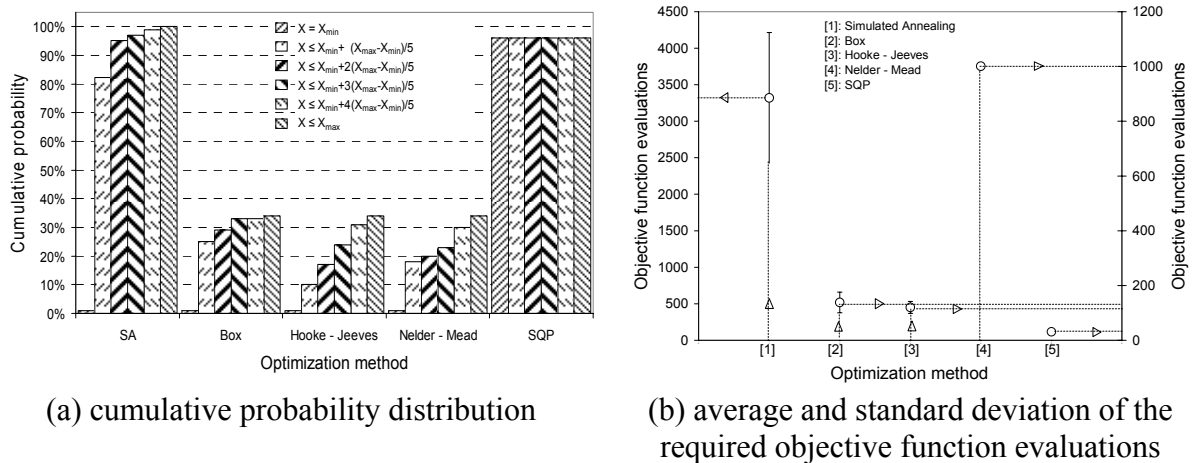 100%
90%
80%
70%
60%
50%
40%
30%
20%
10%
0%
Cumulative probability
X = Xmin
X ≤ Xmin+ (Xmax-Xmin)/5
X ≤ Xmin+2(Xmax-Xmin)/5
X ≤ Xmin+3(Xmax-Xmin)/5
X ≤ Xmin+4(Xmax-Xmin)/5
X ≤ Xmax
SA Box Hooke - Jeeves Nelder - Mead SQP
Optimization method
(a) cumulative probability distribution
4500
4000
3500
3000
2500
2000
1500
1000
500
0
Objective function evaluations
[1]: Simulated Annealing
[2]: Box
[3]: Hooke - Jeeves
[4]: Nelder - Mead
[5]: SQP
1200
1000
800
600
400
200
0
Objective function evaluations
[1] [2] [3] [4] [5]
Optimization method
(b) average and standard deviation of the
required objective function evaluations